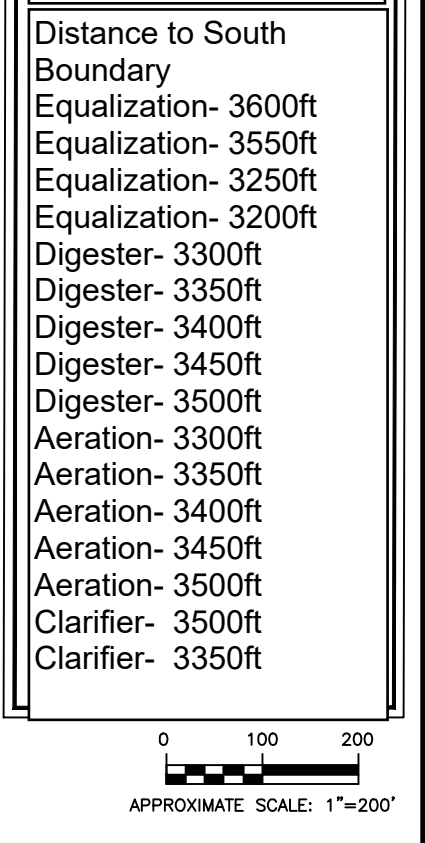 Distance to South
Boundary
Equalization- 3600ft
Equalization- 3550ft
Equalization- 3250ft
Equalization- 3200ft
Digester- 3300ft
Digester- 3350ft
Digester- 3400ft
Digester- 3450ft
Digester- 3500ft
Aeration- 3300ft
Aeration- 3350ft
Aeration- 3400ft
Aeration- 3450ft
Aeration- 3500ft
Clarifier-  3500ft
Clarifier-  3350ft
0 100 200
APPROXIMATE SCALE: 1"=200'